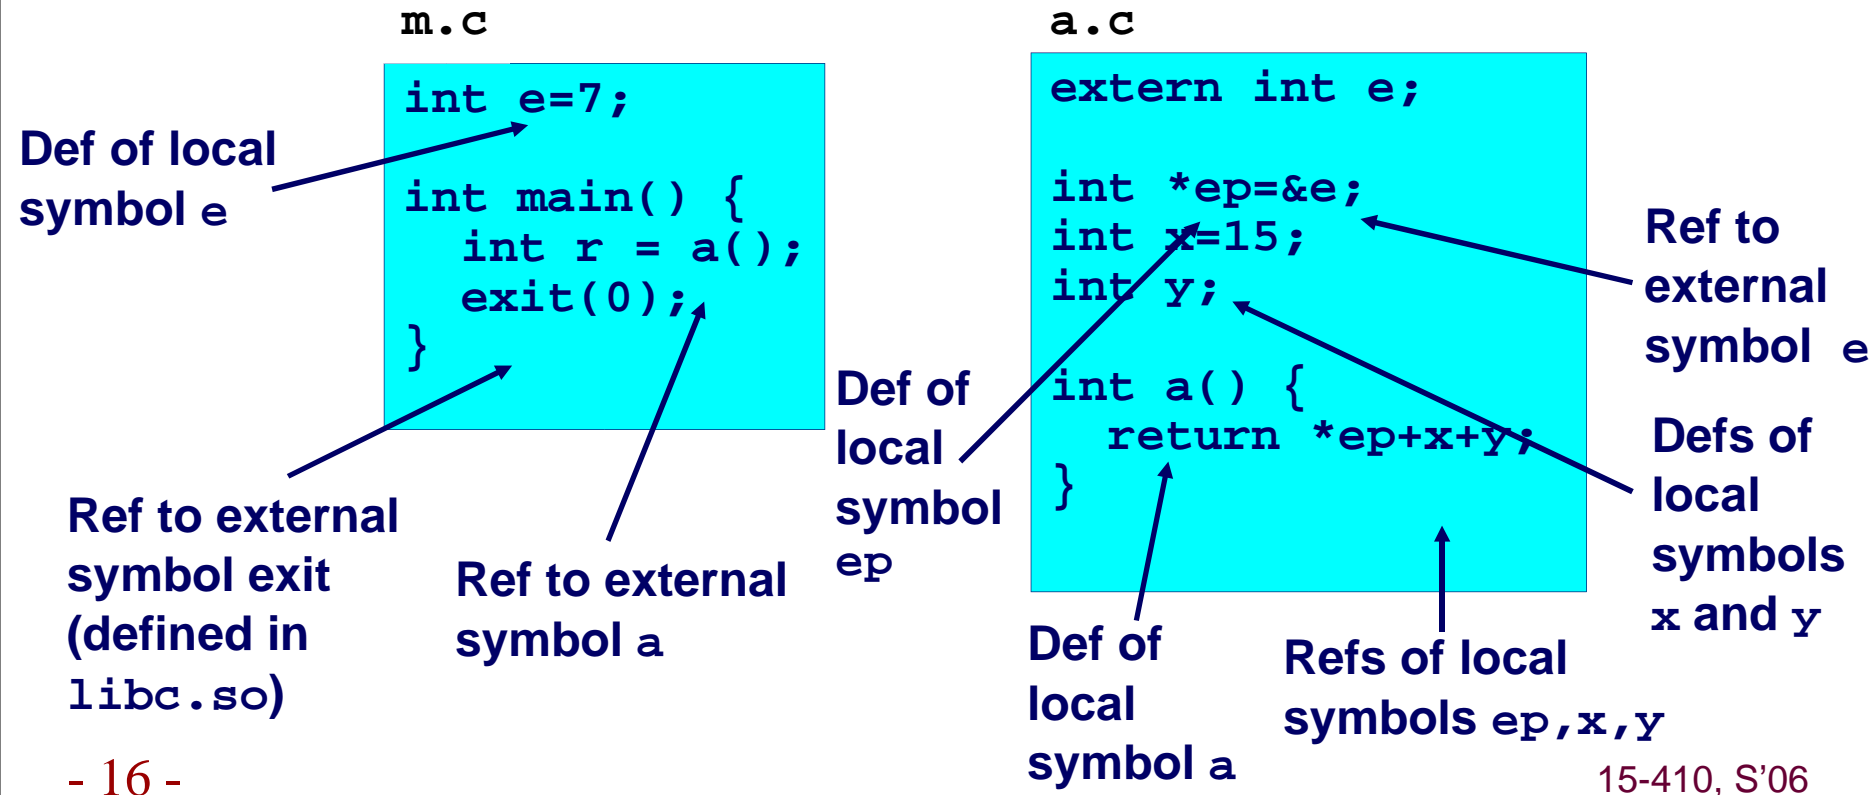 m.c
int e=7;
int main() {
  int r = a();
  exit(0);
}
Def of local
symbol e
Ref to external
symbol exit
(defined in
libc.so)
Ref to external
symbol a
a.c
extern int e;
int *ep=&e;
int x=15;
int y;
int a() {
  return *ep+x+y;
}
Def of
local
symbol
ep
Ref to
external
symbol e
Defs of
local
symbols
x and y
Def of
local
symbol a
Refs of local
symbols ep,x,y
- 16 -
15-410, S’06